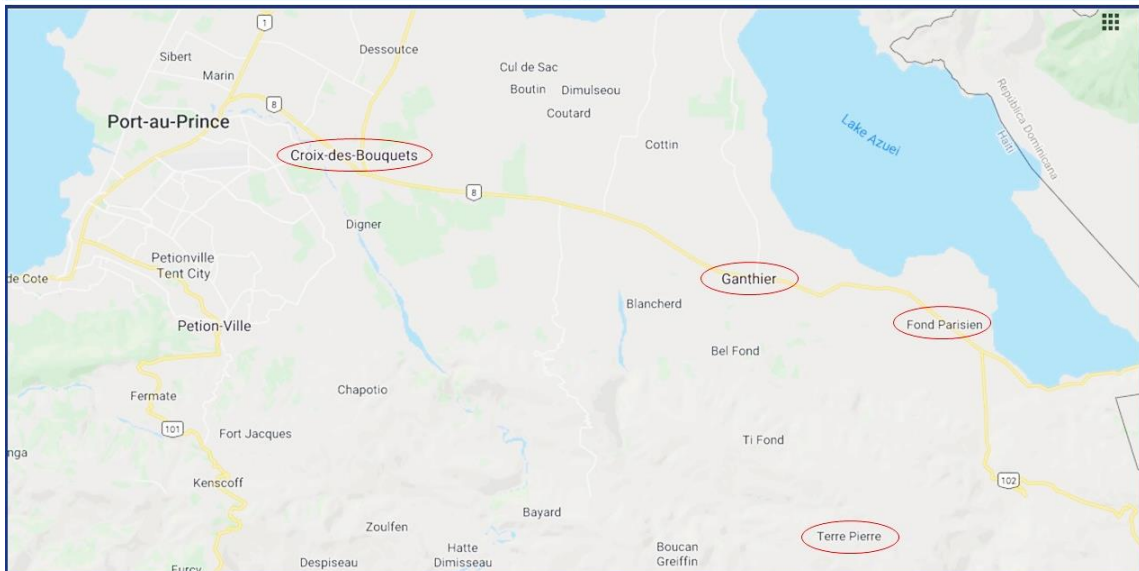 1
Sibert
Dessoutce
Marin
Cul de Sac
Boutin
Dimulseou
Coutard
8
Port-au-Prince
Croix-des-Bouquets
Cottin
Lake Azuei
República Dominicana
Haiti
8
Digner
Petionville
Tent City
de Cote
Ganthier
Blancherd
Petion-Ville
Fond Parisien
Bel Fond
Chapotio
Fermate
101
Fort Jacques
Ti Fond
nga
Kenscoff
102
Bayard
Zoulfen
Terre Pierre
Hatte
Dimisseau
Boucan
Greiffin
Despiseau
Furcy